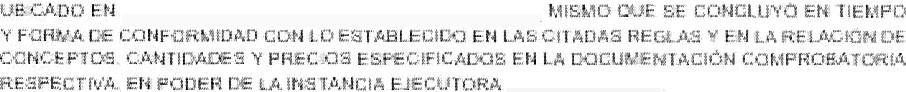 UBICADO EN MISMO QUE SE CONCLUYÓ EN TIEMPO
Y FORMA DE CONFORMIDAD CON LO ESTABLECIDO EN LAS CITADAS REGLAS Y EN LA RELACIÓN DE
CONCEPTOS, CANTIDADES Y PRECIOS ESPECIFICADOS EN LA DOCUMENTACIÓN COMPROBATORIA
RESPECTIVA, EN PODER DE LA INSTANCIA EJECUTORA